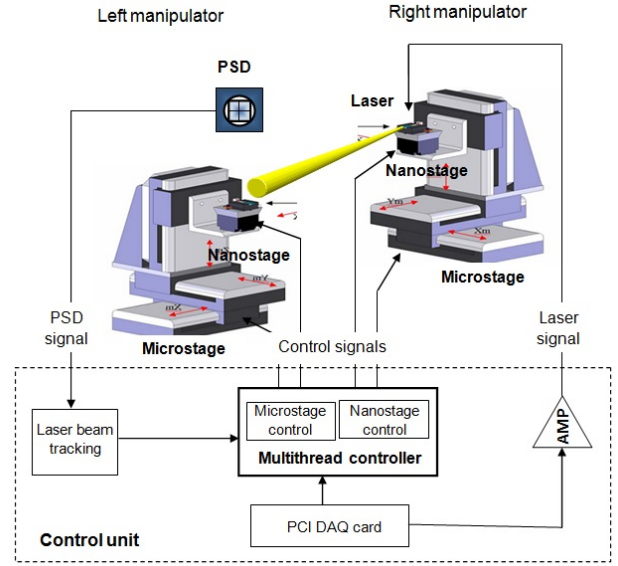 Left manipulator
Right manipulator
PSD
Laser
Nanostage
Ym
Xm
Microstage
Nanostage
mY
mZ
Microstage
PSD
signal
Control signals
Laser
signal
Laser beam
tracking
Microstage
control
Nanostage
control
Multithread controller
AMP
PCI DAQ card
Control unit